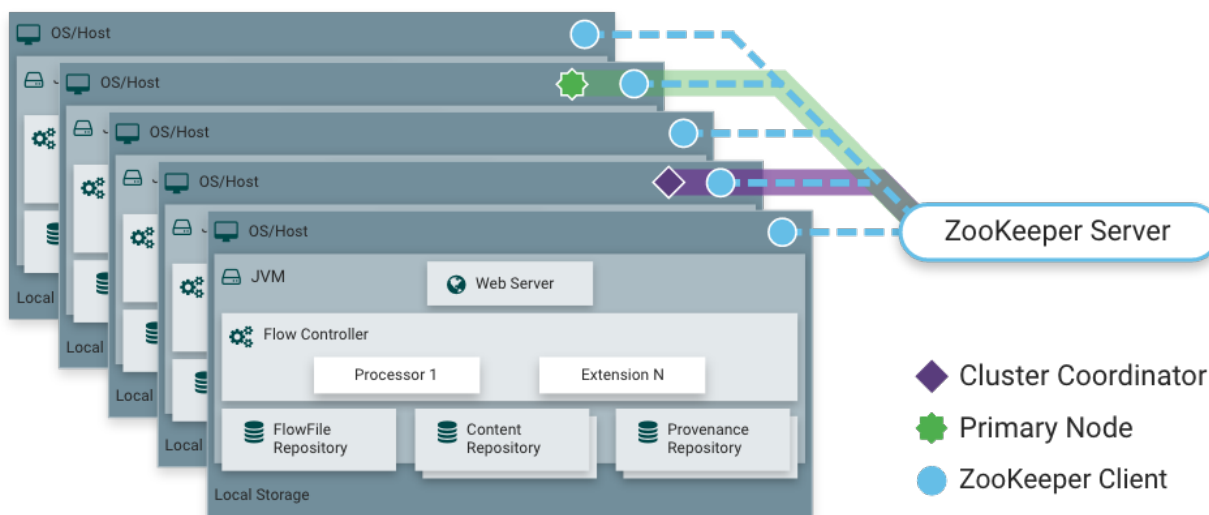 OS/Host
OS/Host
OS/Host
OS/Host
OS/Host
ZooKeeper Server
JVM
Web Server
Flow Controller
Processor 1
Extension N
FlowFile
Repository
Content
Repository
Provenance
Repository
Local
Local
Local
Local
Local Storage
Cluster Coordinator
Primary Node
ZooKeeper Client